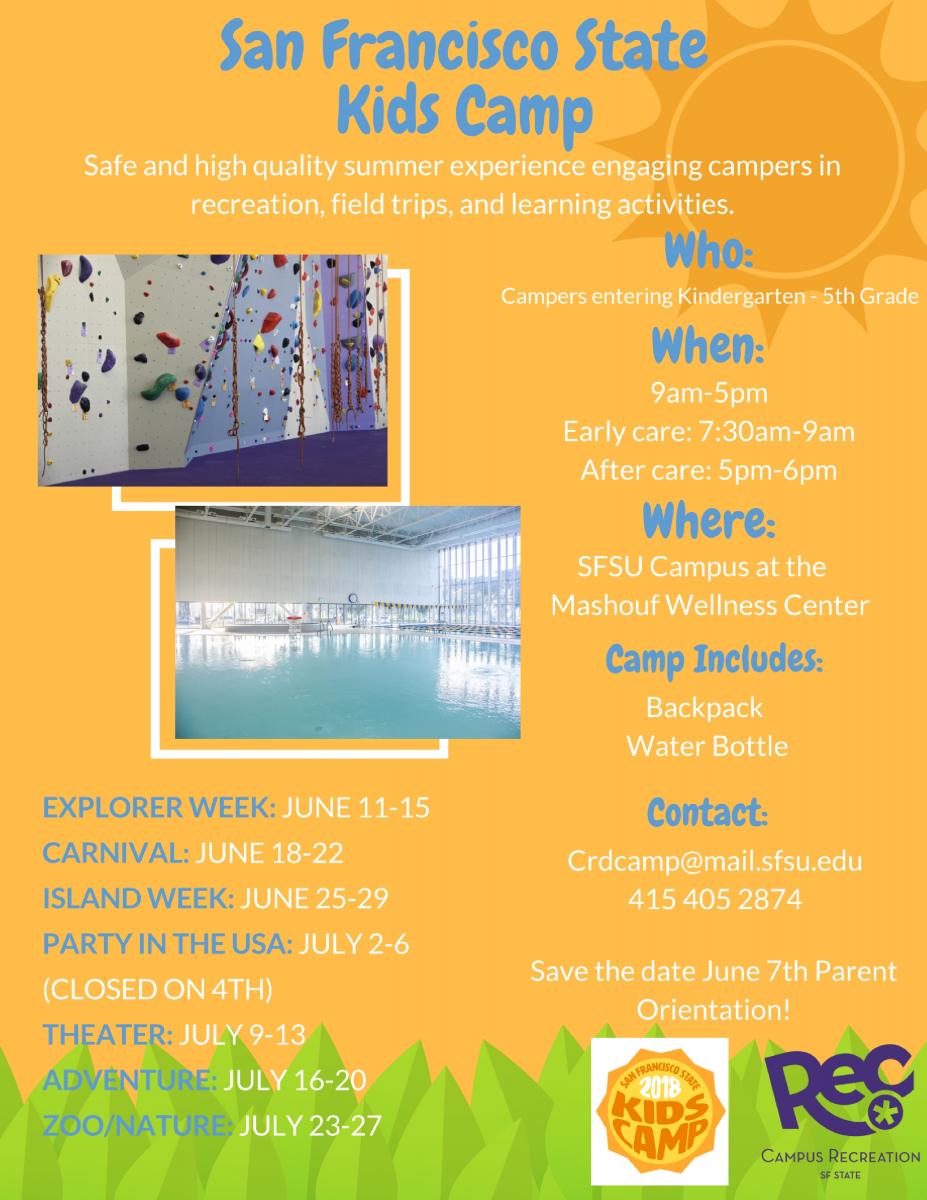 San Francisco State
Kids Camp
Safe and high quality summer experience engaging campers in
recreation, field trips, and learning activities.
Who:
Campers entering Kindergarten - 5th Grade
When:
9am-5pm
Early care: 7:30am-9am
After care: 5pm-6pm
Where:
SFSU Campus at the
Mashouf Wellness Center
Camp Includes:
Backpack
Water Bottle
EXPLORER WEEK: JUNE 11-15
CARNIVAL: JUNE 18-22
ISLAND WEEK: JUNE 25-29
PARTY IN THE USA: JULY 2-6
(CLOSED ON 4TH)
THEATER: JULY 9-13
ADVENTURE: JULY 16-20
ZOO/NATURE: JULY 23-27
Contact:
Crdcamp@mail.sfsu.edu
415 405 2874
Save the date June 7th Parent
Orientation!
SAN FRANCISCO STATE
2018
KIDS
CAMP
Rec
CAMPUS RECREATION
SF STATE